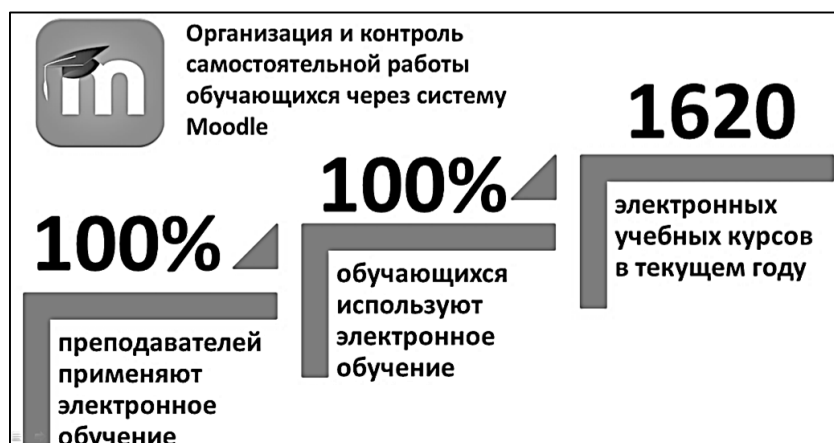 m
Организация и контроль
самостоятельной работы
обучающихся через систему
Moodle
100%
преподавателей
применяют
электронное
обучение
100%
обучающихся
используют
электронное
обучение
1620
электронных
учебных курсов
в текущем году